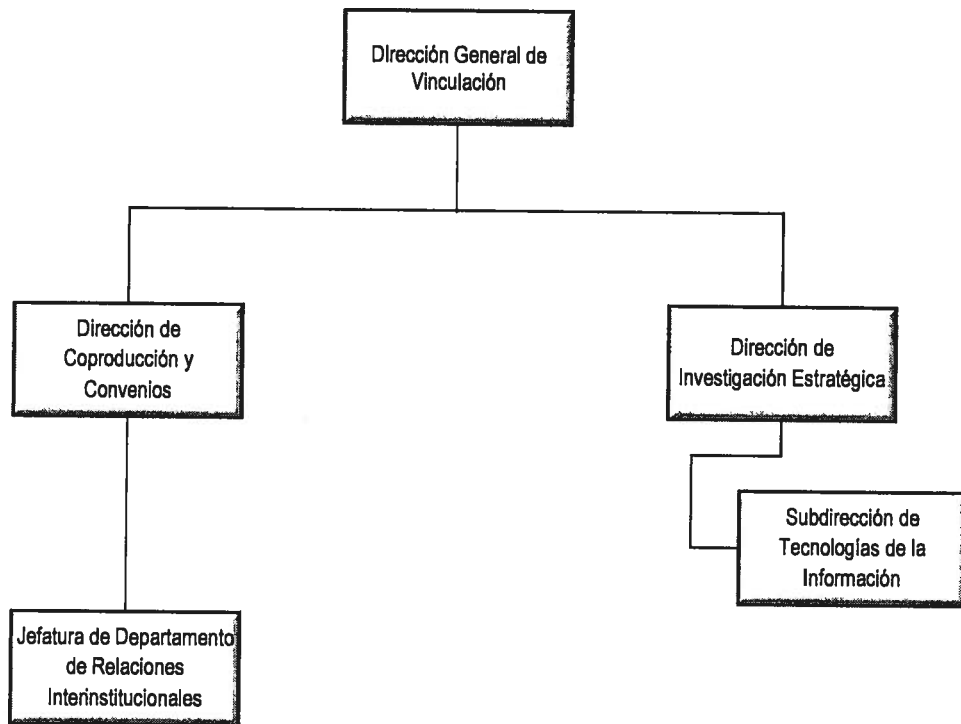 Dirección General de
Vinculación
Dirección de
Coproducción y
Convenios
Dirección de
Investigación Estratégica
Subdirección de
Tecnologías de la
Información
Jefatura de Departamento
de Relaciones
Interinstitucionales